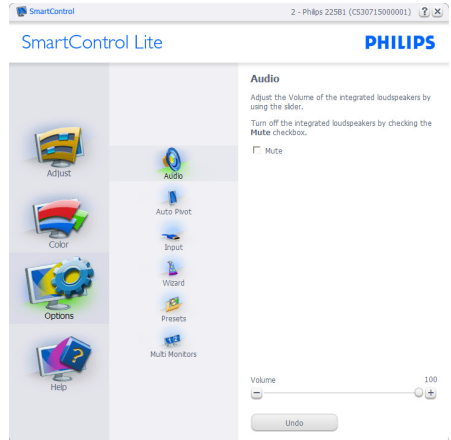 SmartControl
2 - Philips 225B1 (CS30715000001)
SmartControl Lite
PHILIPS
Adjust
Color
Options
Help
Audio
Auto Pivot
Input
Wizard
Presets
Multi Monitors
Audio
Adjust the Volume of the integrated loudspeakers by
using the slider.
Turn off the integrated loudspeakers by checking the
Mute checkbox.
Mute
Volume
100
Undo